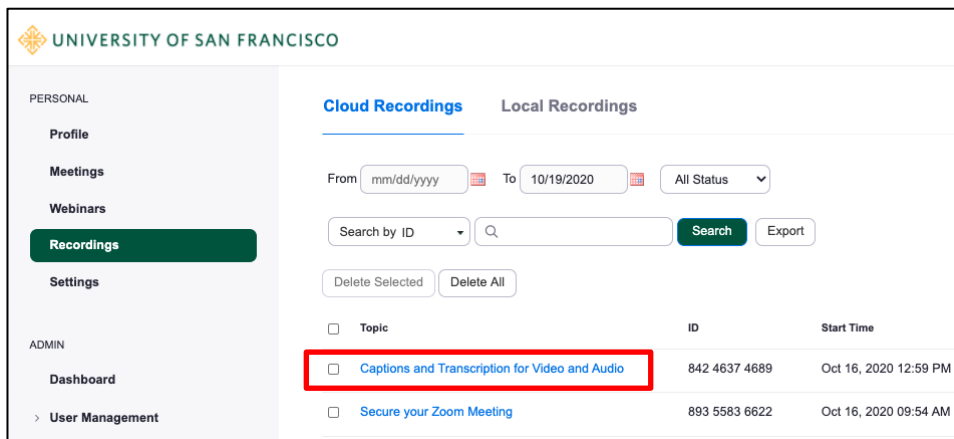 UNIVERSITY OF SAN FRANCISCO
PERSONAL
Profile
Meetings
Webinars
Recordings
Settings
ADMIN
Dashboard
> User Management
Cloud Recordings Local Recordings
From mm/dd/yyyy To 10/19/2020 All Status
Search by ID Search Export
Delete Selected Delete All
Topic ID Start Time
Captions and Transcription for Video and Audio 842 4637 4689 Oct 16, 2020 12:59 PM
Secure your Zoom Meeting 893 5583 6622 Oct 16, 2020 09:54 AM